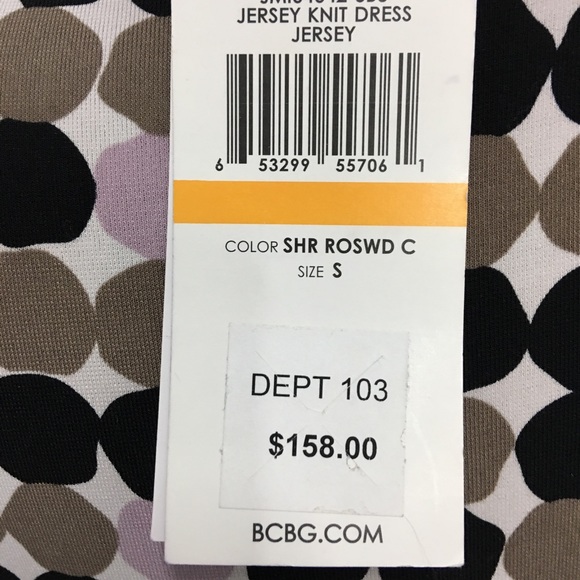 JERSEY KNIT DRESS
JERSEY
6 53299 55706 1
COLOR SHR ROSWD C
SIZE S
DEPT 103
$158.00
BCBG.COM